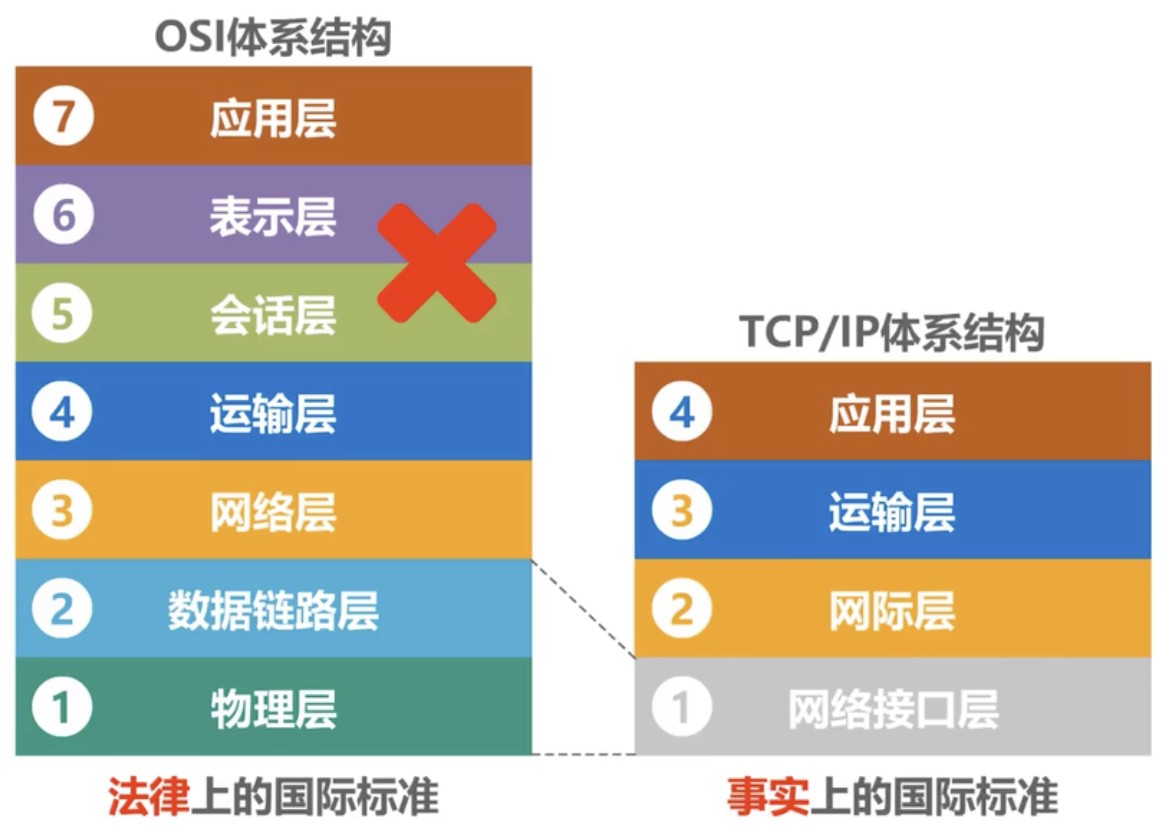 OSI体系结构
7 应用层
6 表示层
5 会话层
4 运输层
3 网络层
2 数据链路层
1 物理层
法律上的国际标准
TCP/IP体系结构
4 应用层
3 运输层
2 网际层
1 网络接口层
事实上的国际标准